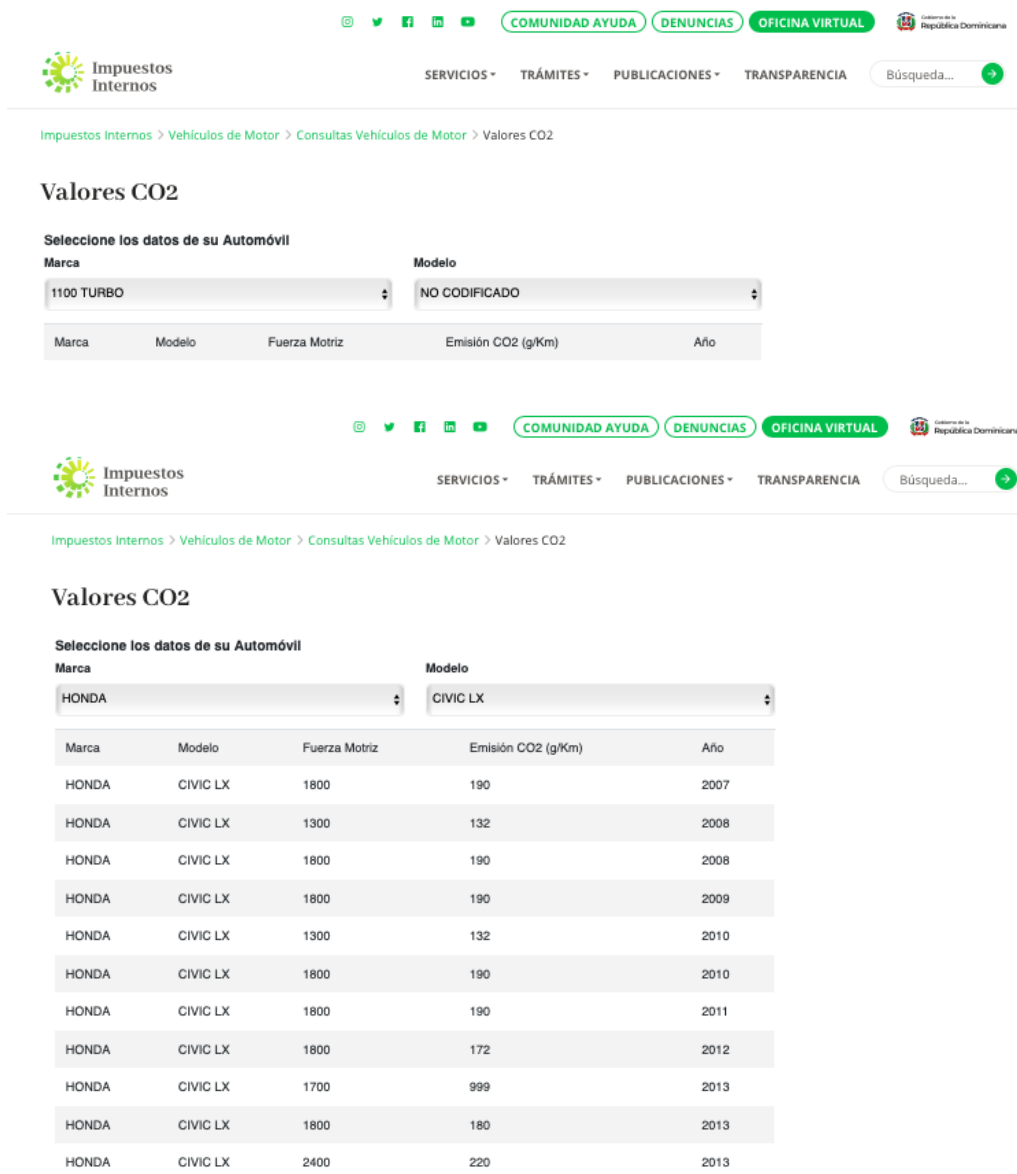 COMUNIDAD AYUDA DENUNCIAS OFICINA VIRTUAL Gobierno de la
República Dominicana
Impuestos
Internos
SERVICIOS TRÁMITES PUBLICACIONES TRANSPARENCIA Búsqueda...
Impuestos Internos > Vehículos de Motor > Consultas Vehículos de Motor > Valores CO2
Valores CO2
Seleccione los datos de su Automóvil
Marca Modelo
1100 TURBO NO CODIFICADO
Marca Modelo Fuerza Motriz Emisión CO2 (g/Km) Año
COMUNIDAD AYUDA DENUNCIAS OFICINA VIRTUAL Gobierno de la
República Dominicana
Impuestos
Internos
SERVICIOS TRÁMITES PUBLICACIONES TRANSPARENCIA Búsqueda...
Impuestos Internos > Vehículos de Motor > Consultas Vehículos de Motor > Valores CO2
Valores CO2
Seleccione los datos de su Automóvil
Marca Modelo
HONDA CIVIC LX
Marca Modelo Fuerza Motriz Emisión CO2 (g/Km) Año
HONDA CIVIC LX 1800 190 2007
HONDA CIVIC LX 1300 132 2008
HONDA CIVIC LX 1800 190 2008
HONDA CIVIC LX 1800 190 2009
HONDA CIVIC LX 1300 132 2010
HONDA CIVIC LX 1800 190 2010
HONDA CIVIC LX 1800 190 2011
HONDA CIVIC LX 1800 172 2012
HONDA CIVIC LX 1700 999 2013
HONDA CIVIC LX 1800 180 2013
HONDA CIVIC LX 2400 220 2013